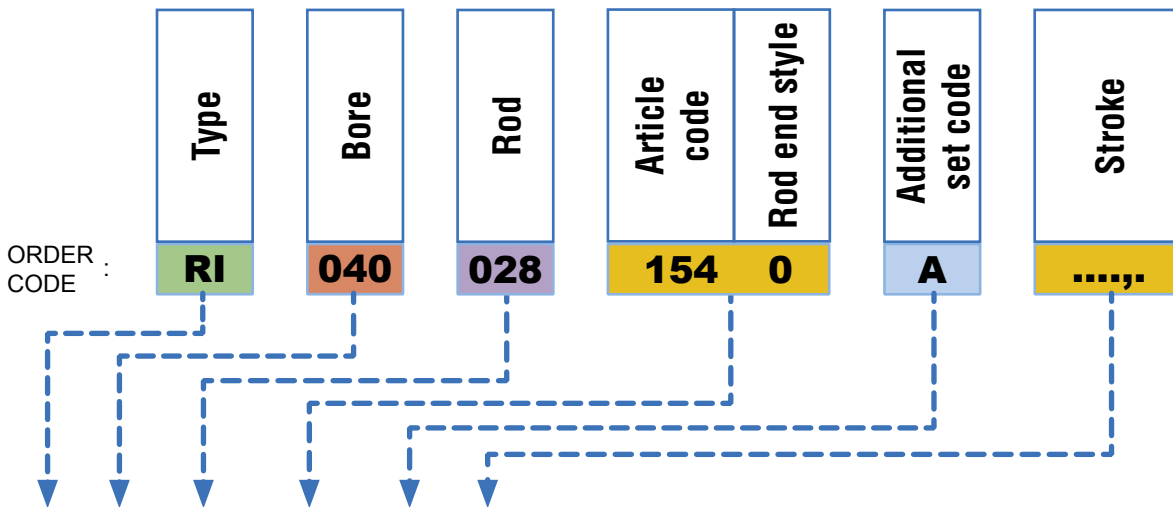 Type
Bore
Rod
Article
code
Rod end style
Additional
set code
Stroke
ORDER
CODE :
RI
040
028
154
0
A
....,.